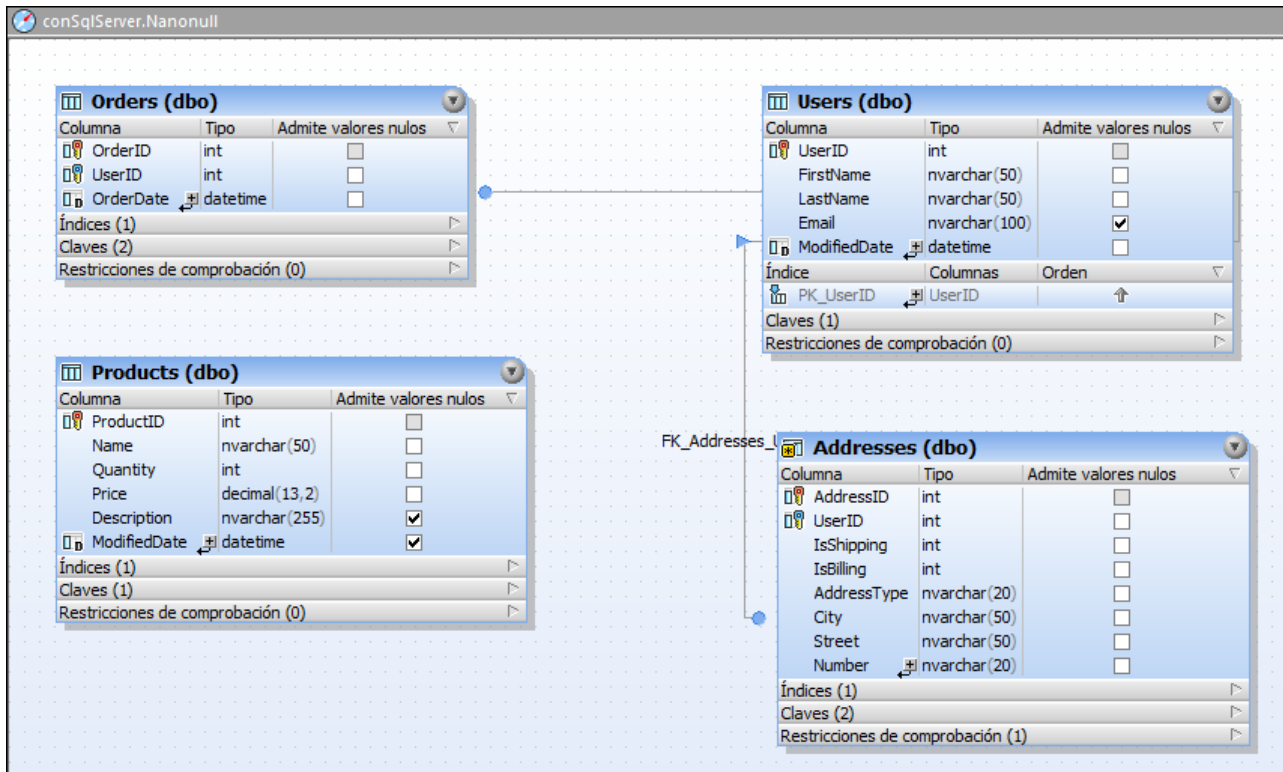 conSqlServer.Nanonull
Orders (dbo)
Columna Tipo Admite valores nulos
OrderID int
UserID int
OrderDate datetime
Índices (1)
Claves (2)
Restricciones de comprobación (0)
Users (dbo)
Columna Tipo Admite valores nulos
UserID int
FirstName nvarchar(50)
LastName nvarchar(50)
Email nvarchar(100)
ModifiedDate datetime
Índice Columnas Orden
PK_UserID UserID
Claves (1)
Restricciones de comprobación (0)
Products (dbo)
Columna Tipo Admite valores nulos
ProductID int
Name nvarchar(50)
Quantity int
Price decimal(13,2)
Description nvarchar(255)
ModifiedDate datetime
Índices (1)
Claves (1)
Restricciones de comprobación (0)
FK_Addresses_
Addresses (dbo)
Columna Tipo Admite valores nulos
AddressID int
UserID int
IsShipping int
IsBilling int
AddressType nvarchar(20)
City nvarchar(50)
Street nvarchar(50)
Number nvarchar(20)
Índices (1)
Claves (2)
Restricciones de comprobación (1)